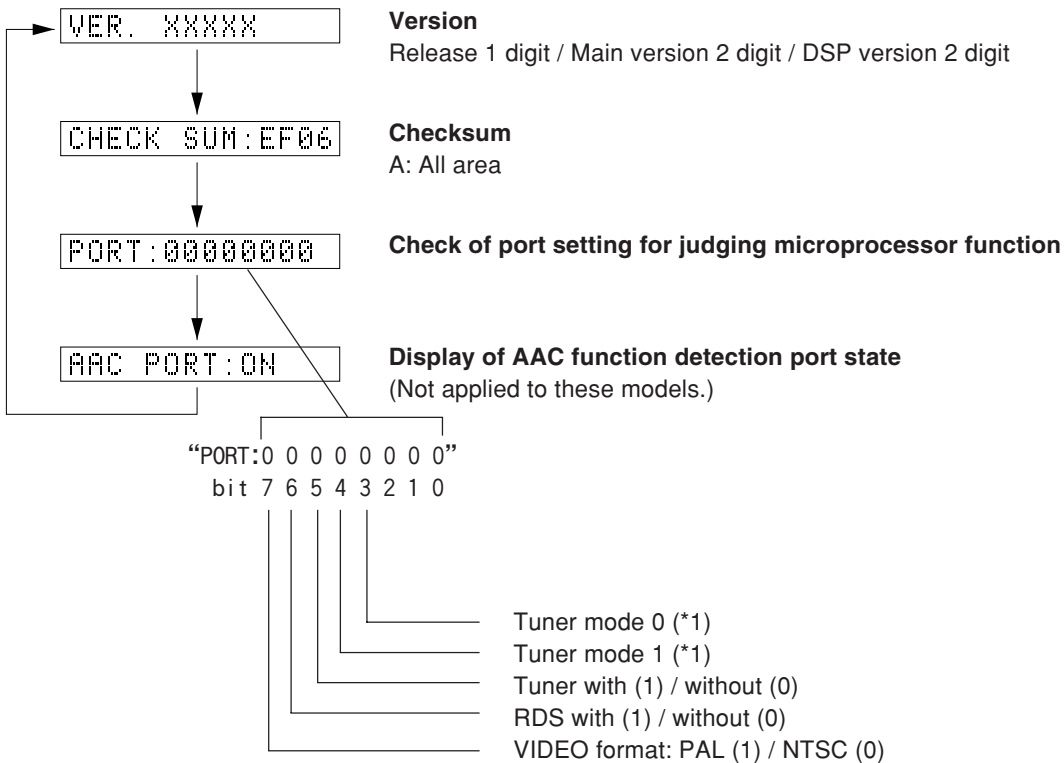 VER. XXXXX
Version
Release 1 digit / Main version 2 digit / DSP version 2 digit
CHECK SUM:EF06
Checksum
A: All area
PORT:00000000
Check of port setting for judging microprocessor function
AAC PORT:ON
Display of AAC function detection port state
(Not applied to these models.)
“PORT:0 0 0 0 0 0 0 0”
bit 7 6 5 4 3 2 1 0
Tuner mode 0 (*1)
Tuner mode 1 (*1)
Tuner with (1) / without (0)
RDS with (1) / without (0)
VIDEO format: PAL (1) / NTSC (0)